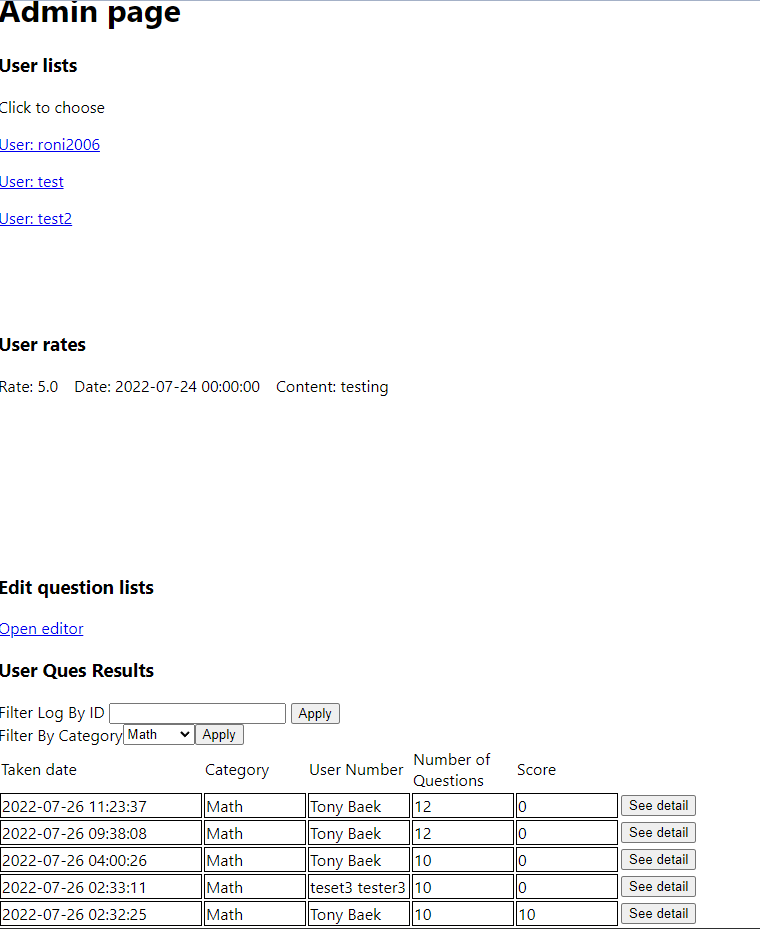 Admin page
User lists
Click to choose
User: roni2006
User: test
User: test2
User rates
Rate: 5.0 Date: 2022-07-24 00:00:00 Content: testing
Edit question lists
Open editor
User Ques Results
Filter Log By ID Apply
Filter By Category Math Apply
Taken date Category User Number Number of Questions Score
2022-07-26 11:23:37 Math Tony Baek 12 0 See detail
2022-07-26 09:38:08 Math Tony Baek 12 0 See detail
2022-07-26 04:00:26 Math Tony Baek 10 0 See detail
2022-07-26 02:33:11 Math teset3 tester3 10 0 See detail
2022-07-26 02:32:25 Math Tony Baek 10 10 See detail